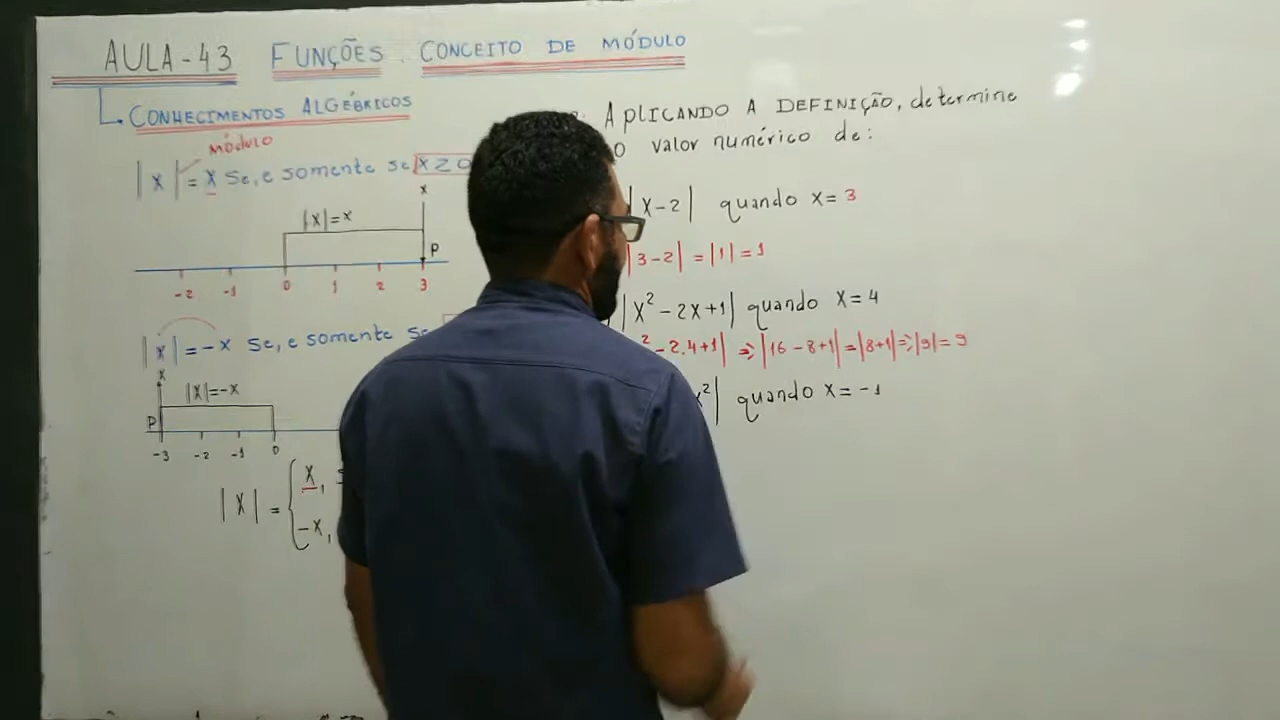 AULA-43 FUNÇÕES. CONCEITO DE MÓDULO
CONHECIMENTOS ALGÉBRICOS
MÓDULO
|x| = x se, e somente se x ≥ 0
|x|=x
x
P
-2 -1 0 1 2 3
|x| = -x se, e somente se
x
|x|=-x
P
-3 -2 -1 0
|x| = { x,
-x,
APLICANDO A DEFINIÇÃO, determine
o valor numérico de:
|x-2| quando x= 3
|3-2| = |1| = 1
|x² - 2x+1| quando x = 4
² - 2.4+1| ⇒ |16 - 8+1| = |8+1| ⇒ |9| = 9
x²| quando x = -1